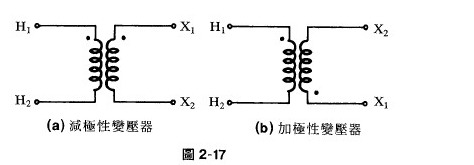 H₁ X₁ H₁ X₂
H₂ X₂ H₂ X₁
(a) 減極性變壓器 (b) 加極性變壓器
圖 2-17